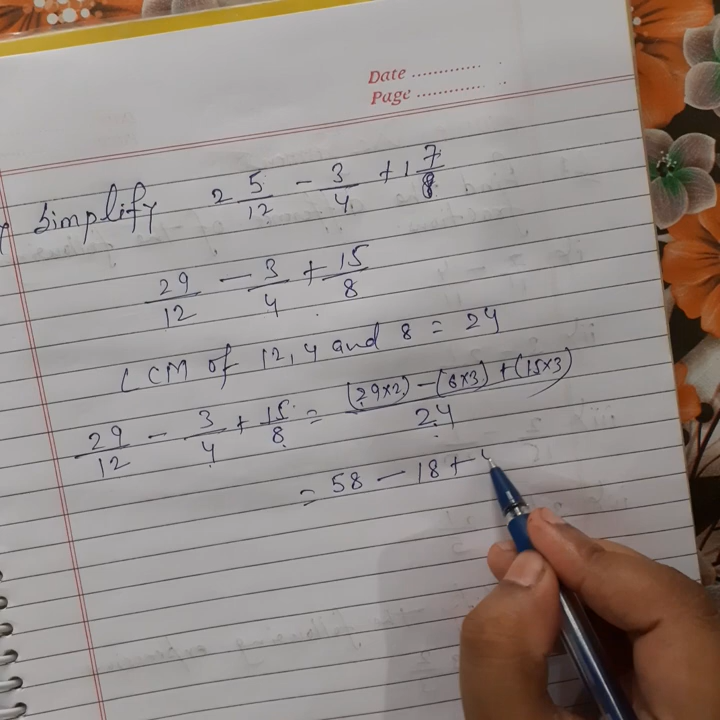 Date ............
Page ............
Simplify 2 5/12 - 3/4 + 1 7/8
29/12 - 3/4 + 15/8
LCM of 12, 4 and 8 = 24
29/12 - 3/4 + 15/8 = (29×2) - (6×3) + (15×3)/24
= 58 - 18 +